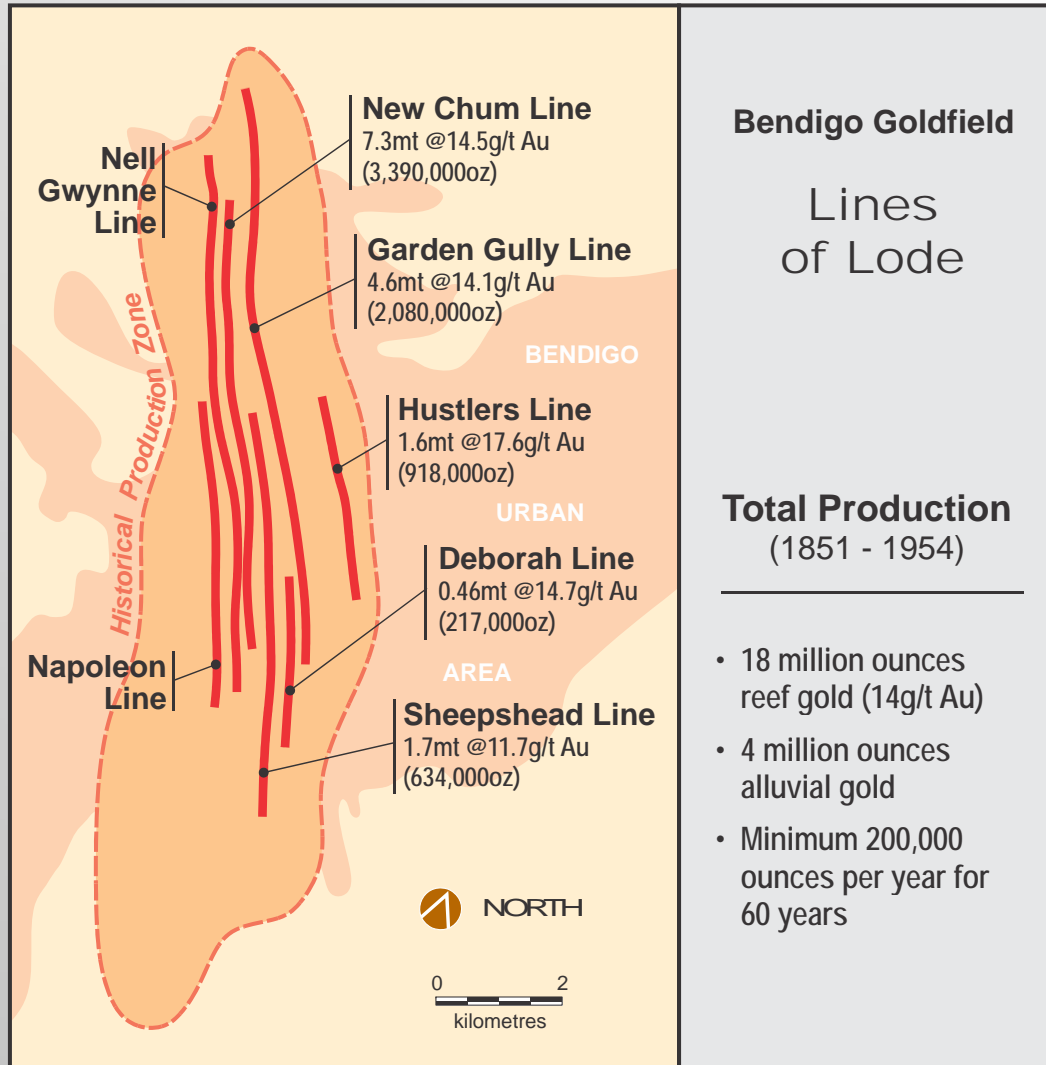 Nell
Gwynne
Line
New Chum Line
7.3mt @14.5g/t Au
(3,390,000oz)
Garden Gully Line
4.6mt @14.1g/t Au
(2,080,000oz)
Historical Production Zone
BENDIGO
Hustlers Line
1.6mt @17.6g/t Au
(918,000oz)
URBAN
Deborah Line
0.46mt @14.7g/t Au
(217,000oz)
Napoleon
Line
AREA
Sheepshead Line
1.7mt @11.7g/t Au
(634,000oz)
NORTH
0 2
kilometres
Bendigo Goldfield
Lines
of Lode
Total Production
(1851 - 1954)
• 18 million ounces
reef gold (14g/t Au)
• 4 million ounces
alluvial gold
• Minimum 200,000
ounces per year for
60 years